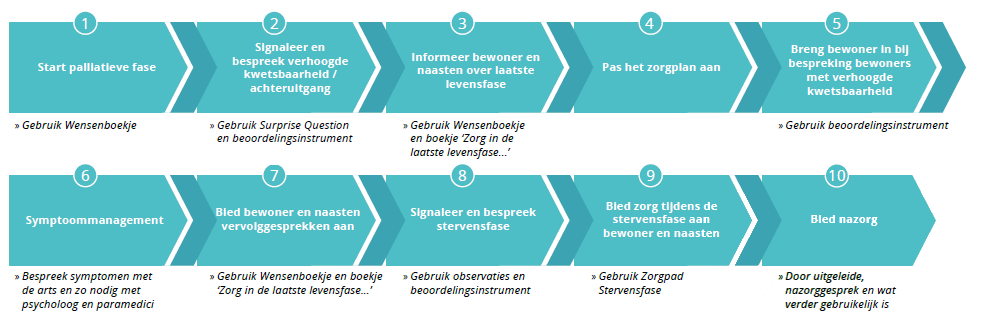 1
Start palliatieve fase
» Gebruik Wensenboekje
2
Signaleer en
bespreek verhoogde
kwetsbaarheid /
achteruitgang
» Gebruik Surprise Question
en beoordelingsinstrument
3
Informeer bewoner en
naasten over laatste
levensfase
» Gebruik Wensenboekje
en boekje ‘Zorg in de
laatste levensfase...’
4
Pas het zorgplan aan
5
Breng bewoner in bij
bespreking bewoners
met verhoogde
kwetsbaarheid
» Gebruik beoordelingsinstrument
6
Symptoommanagement
» Bespreek symptomen met
de arts en zo nodig met
psycholoog en paramedici
7
Bied bewoner en naasten
vervolggesprekken aan
» Gebruik Wensenboekje en boekje
‘Zorg in de laatste levensfase...’
8
Signaleer en bespreek
stervensfase
» Gebruik observaties en
beoordelingsinstrument
9
Bied zorg tijdens de
stervensfase aan
bewoner en naasten
» Gebruik Zorgpad
Stervensfase
10
Bied nazorg
» Door uitgeleide,
nazorggesprek en wat
verder gebruikelijk is